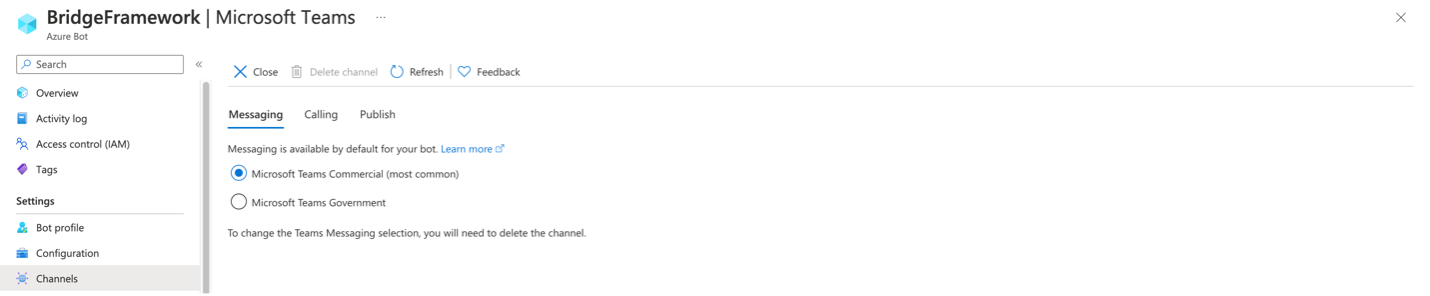 BridgeFramework | Microsoft Teams ...
Azure Bot
Search
Overview
Activity log
Access control (IAM)
Tags
Settings
Bot profile
Configuration
Channels
Close Delete channel Refresh Feedback
Messaging Calling Publish
Messaging is available by default for your bot. Learn more
Microsoft Teams Commercial (most common)
Microsoft Teams Government
To change the Teams Messaging selection, you will need to delete the channel.